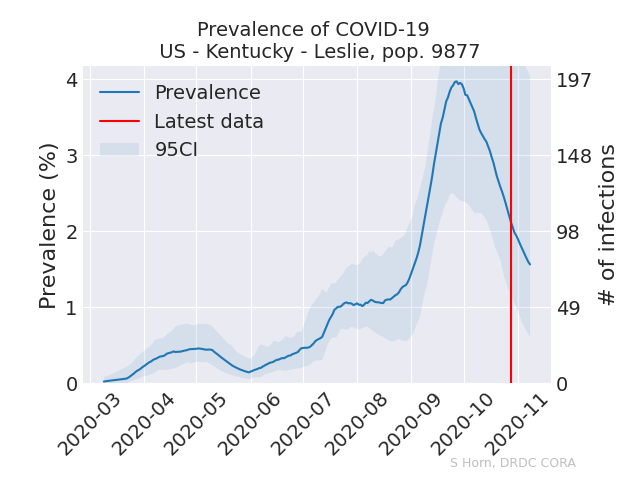 Prevalence of COVID-19
US - Kentucky - Leslie, pop. 9877
Prevalence (%)
4
3
2
1
0
Prevalence
Latest data
95CI
197
148
98
49
0
# of infections
2020-03
2020-04
2020-05
2020-06
2020-07
2020-08
2020-09
2020-10
2020-11
S Horn, DRDC CORA